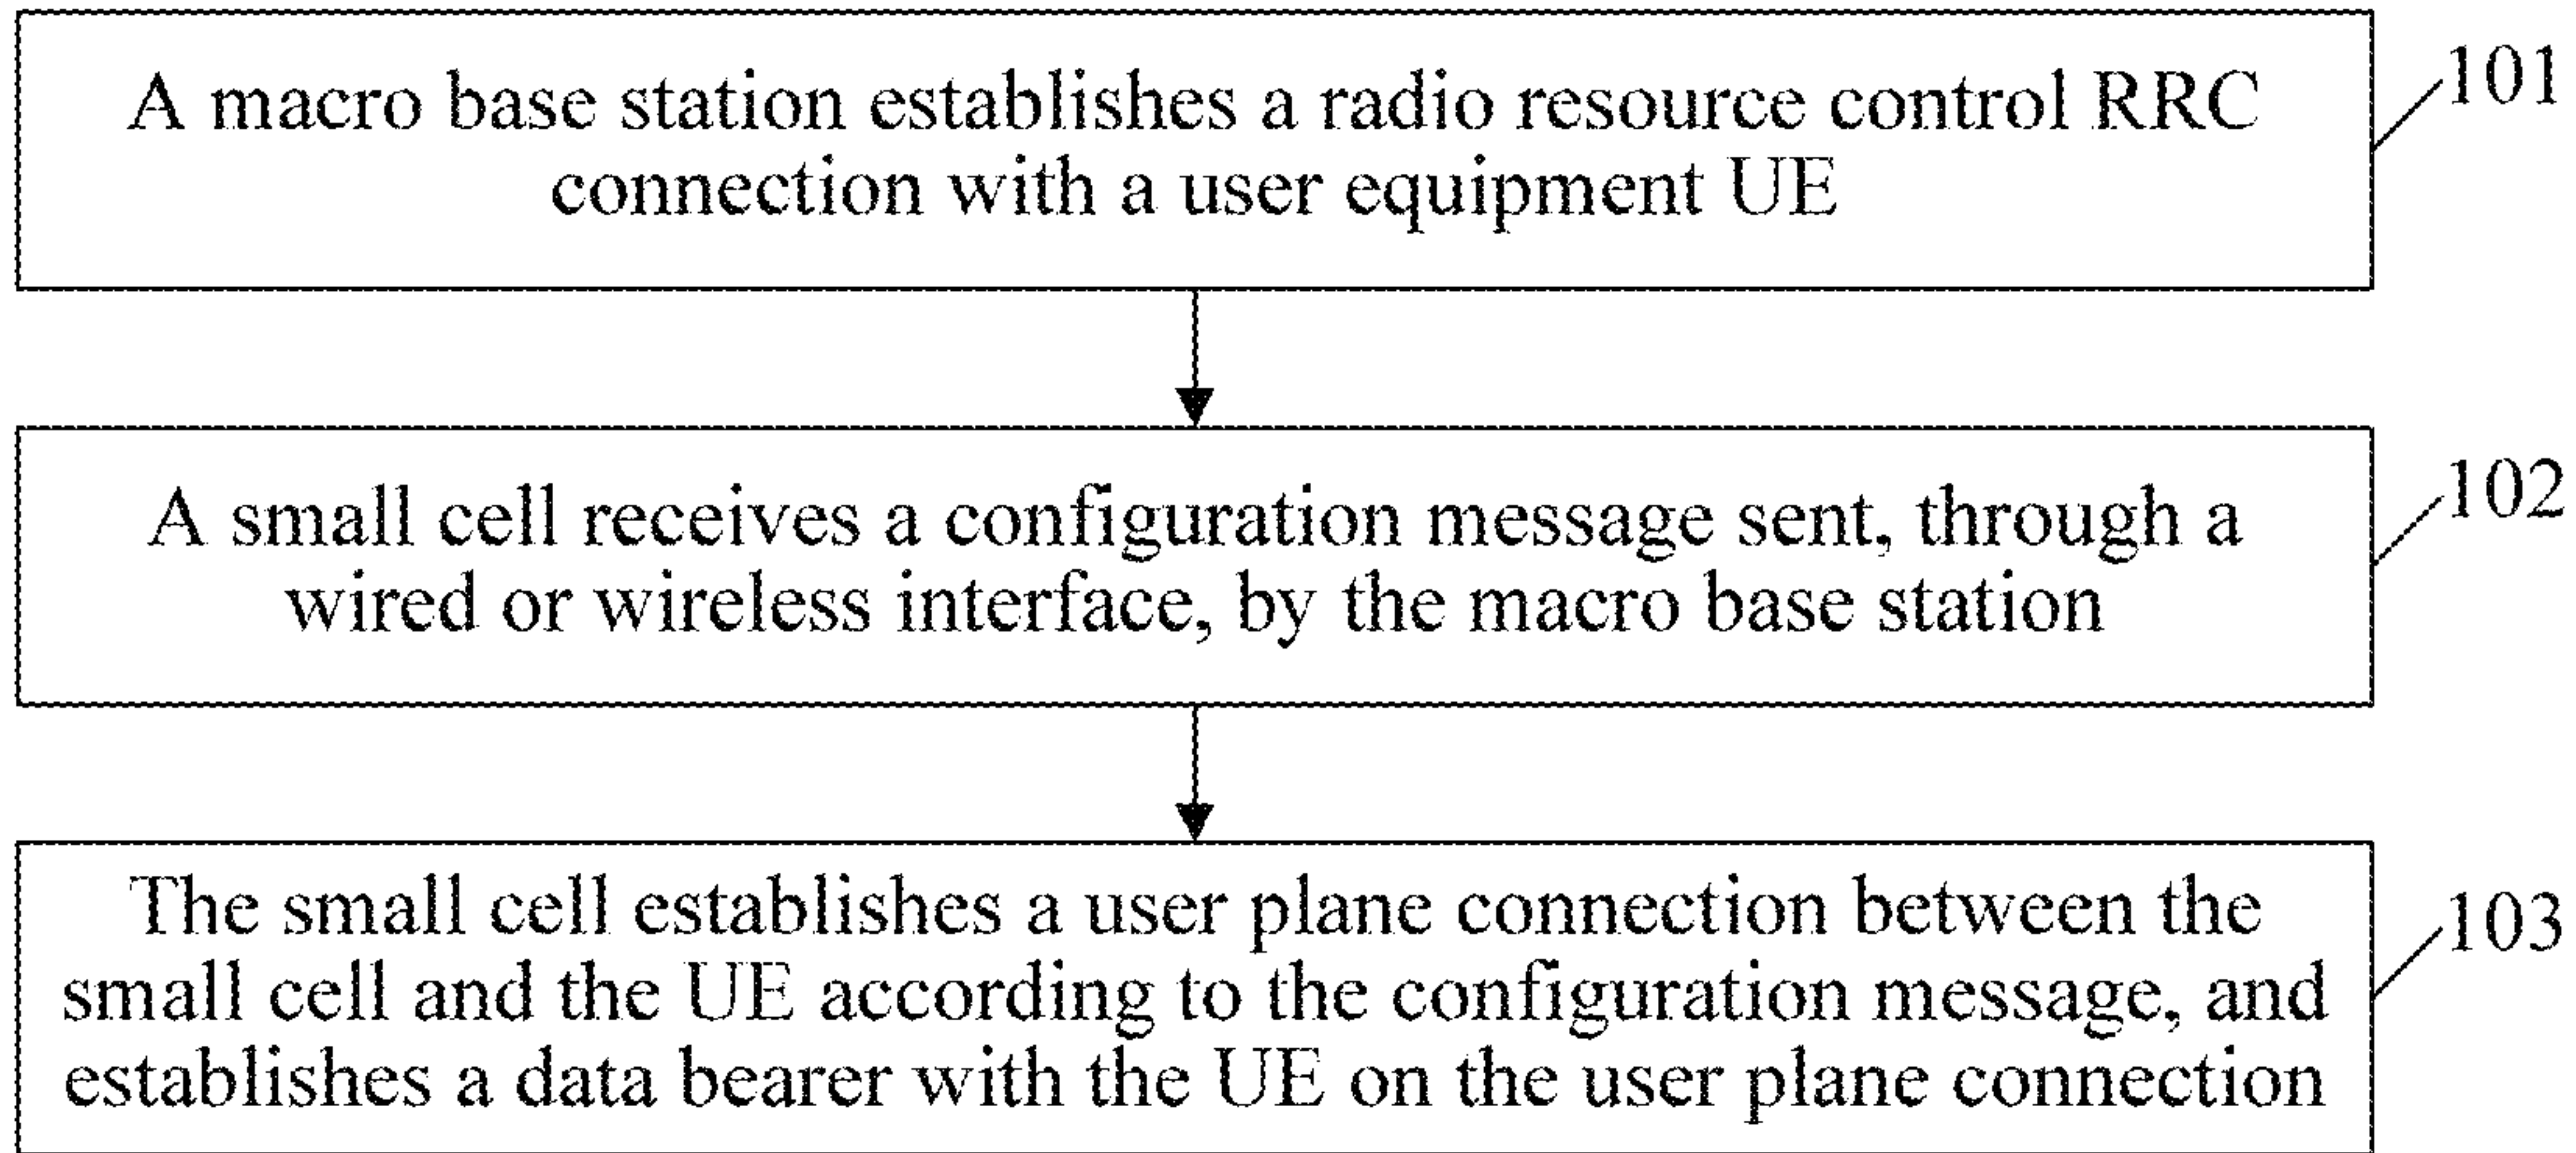 A macro base station establishes a radio resource control RRC
connection with a user equipment UE
101
A small cell receives a configuration message sent, through a
wired or wireless interface, by the macro base station
102
The small cell establishes a user plane connection between the
small cell and the UE according to the configuration message, and
establishes a data bearer with the UE on the user plane connection
103